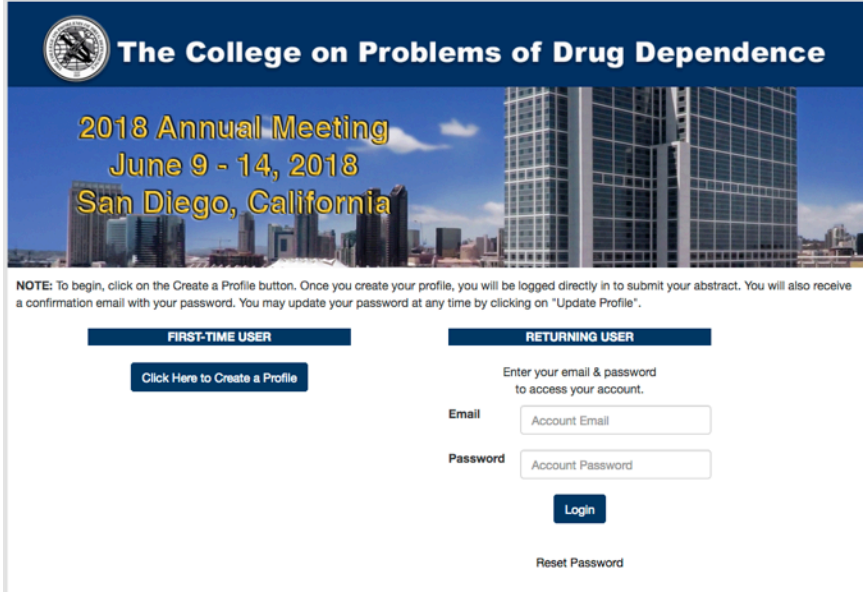 The College on Problems of Drug Dependence
2018 Annual Meeting
June 9 - 14, 2018
San Diego, California
NOTE: To begin, click on the Create a Profile button. Once you create your profile, you will be logged directly in to submit your abstract. You will also receive
a confirmation email with your password. You may update your password at any time by clicking on "Update Profile".
FIRST-TIME USER
Click Here to Create a Profile
RETURNING USER
Enter your email & password
to access your account.
Email
Account Email
Password
Account Password
Login
Reset Password